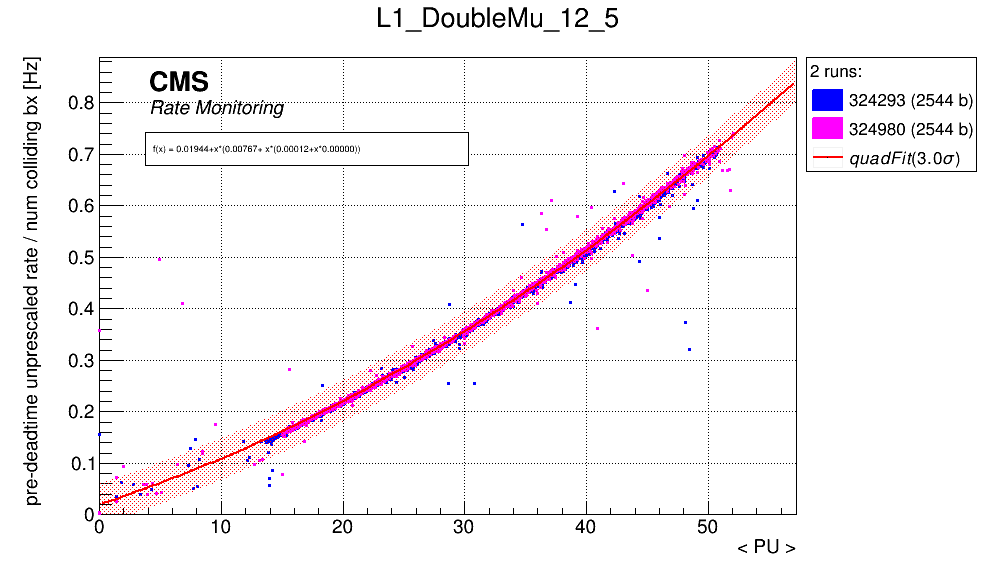 L1_DoubleMu_12_5
pre-deadtime unprescaled rate / num colliding bx [Hz]
CMS
Rate Monitoring
f(x) = 0.01944+x*(0.00767+ x*(0.00012+x*0.00000))
0.8
0.7
0.6
0.5
0.4
0.3
0.2
0.1
0
0 10 20 30 40 50
< PU >
2 runs:
324293 (2544 b)
324980 (2544 b)
quadFit(3.0σ)